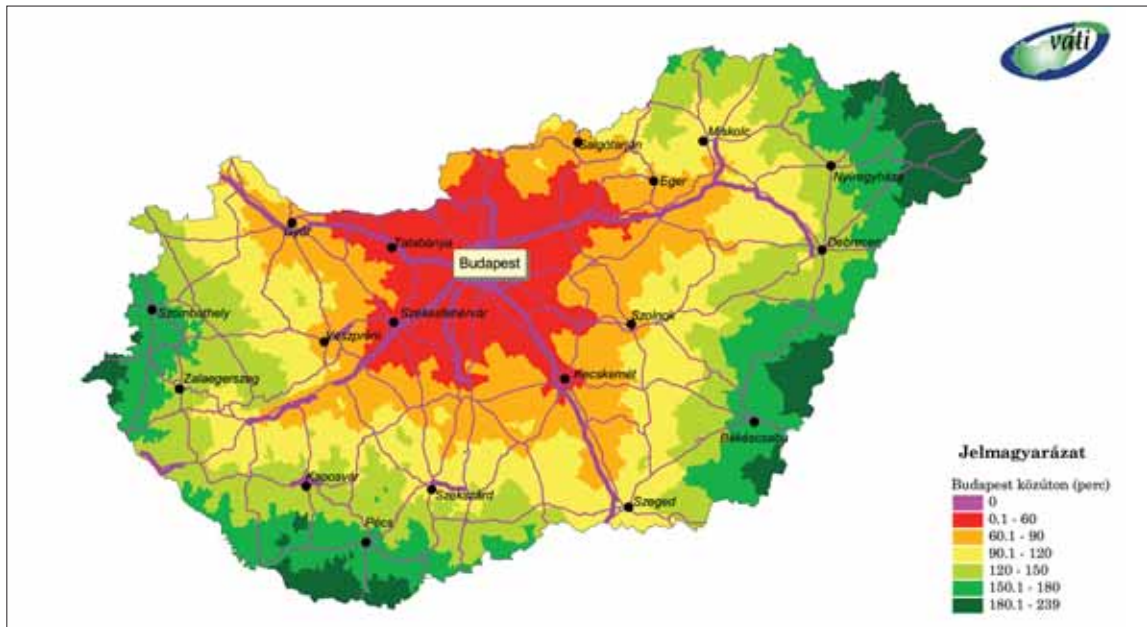 váti
Salgótarján
Miskolc
Eger
Nyíregyháza
Győr
Tatabánya
Debrecen
Budapest
Szombathely
Székesfehérvár
Szolnok
Veszprém
Zalaegerszeg
Kecskemét
Békéscsaba
Kaposvár
Szekszárd
Szeged
Pécs
Jelmagyarázat
Budapest közúton (perc)
0
0.1 - 60
60.1 - 90
90.1 - 120
120 - 150
150.1 - 180
180.1 - 239